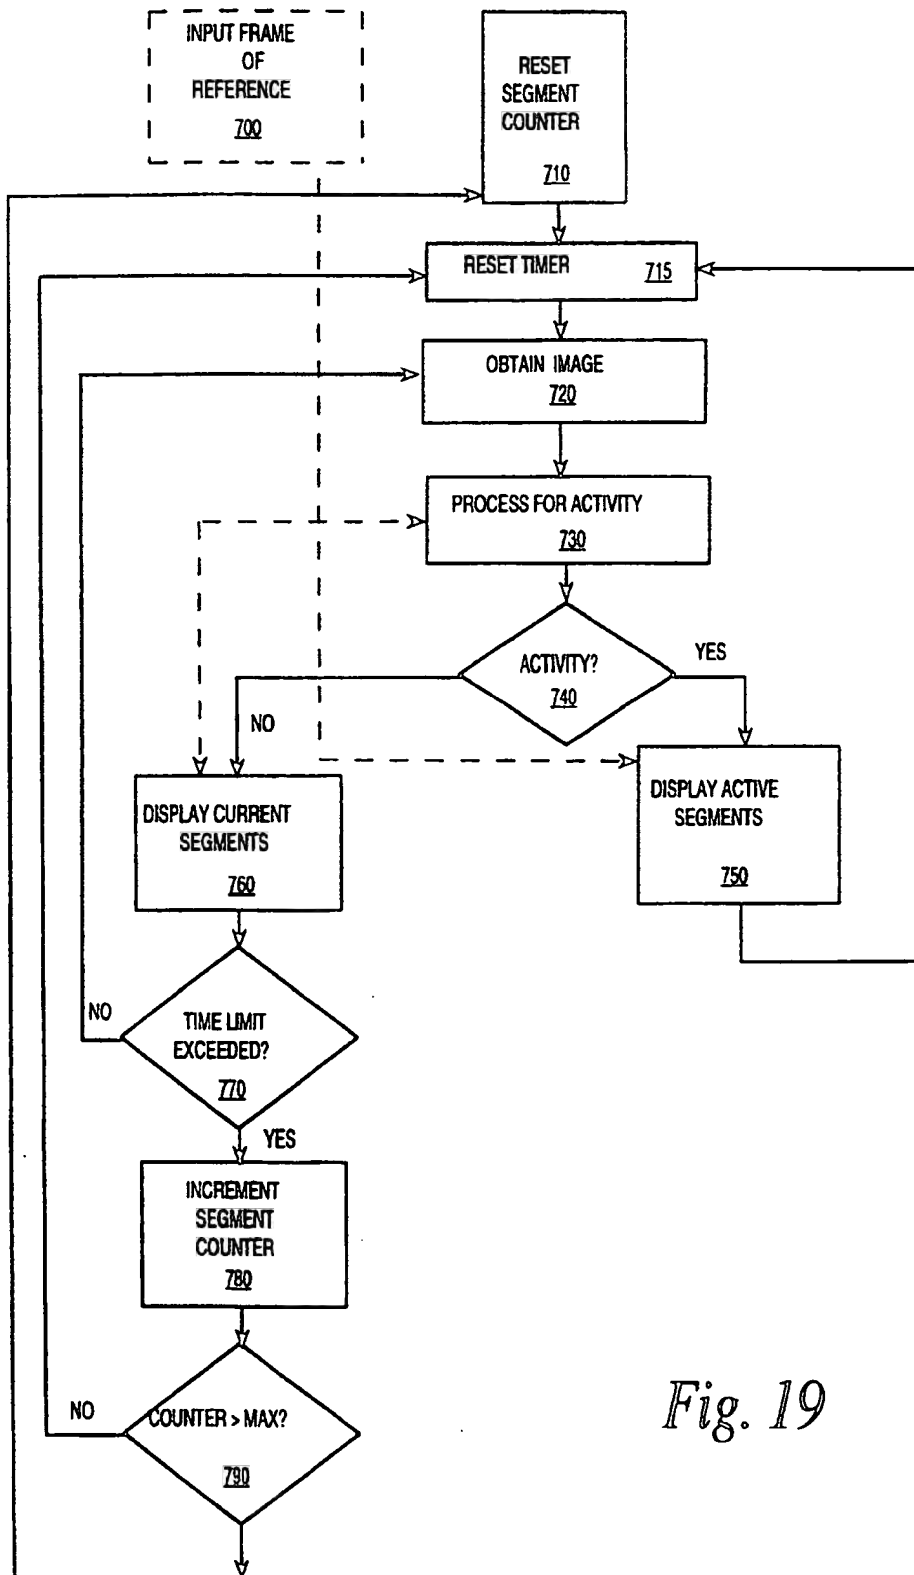 INPUT FRAME
OF
REFERENCE
700
RESET
SEGMENT
COUNTER
710
RESET TIMER 715
OBTAIN IMAGE
720
PROCESS FOR ACTIVITY
730
ACTIVITY?
740
YES
NO
DISPLAY ACTIVE
SEGMENTS
750
DISPLAY CURRENT
SEGMENTS
760
NO
TIME LIMIT
EXCEEDED?
770
YES
INCREMENT
SEGMENT
COUNTER
780
NO
COUNTER > MAX?
790
Fig. 19